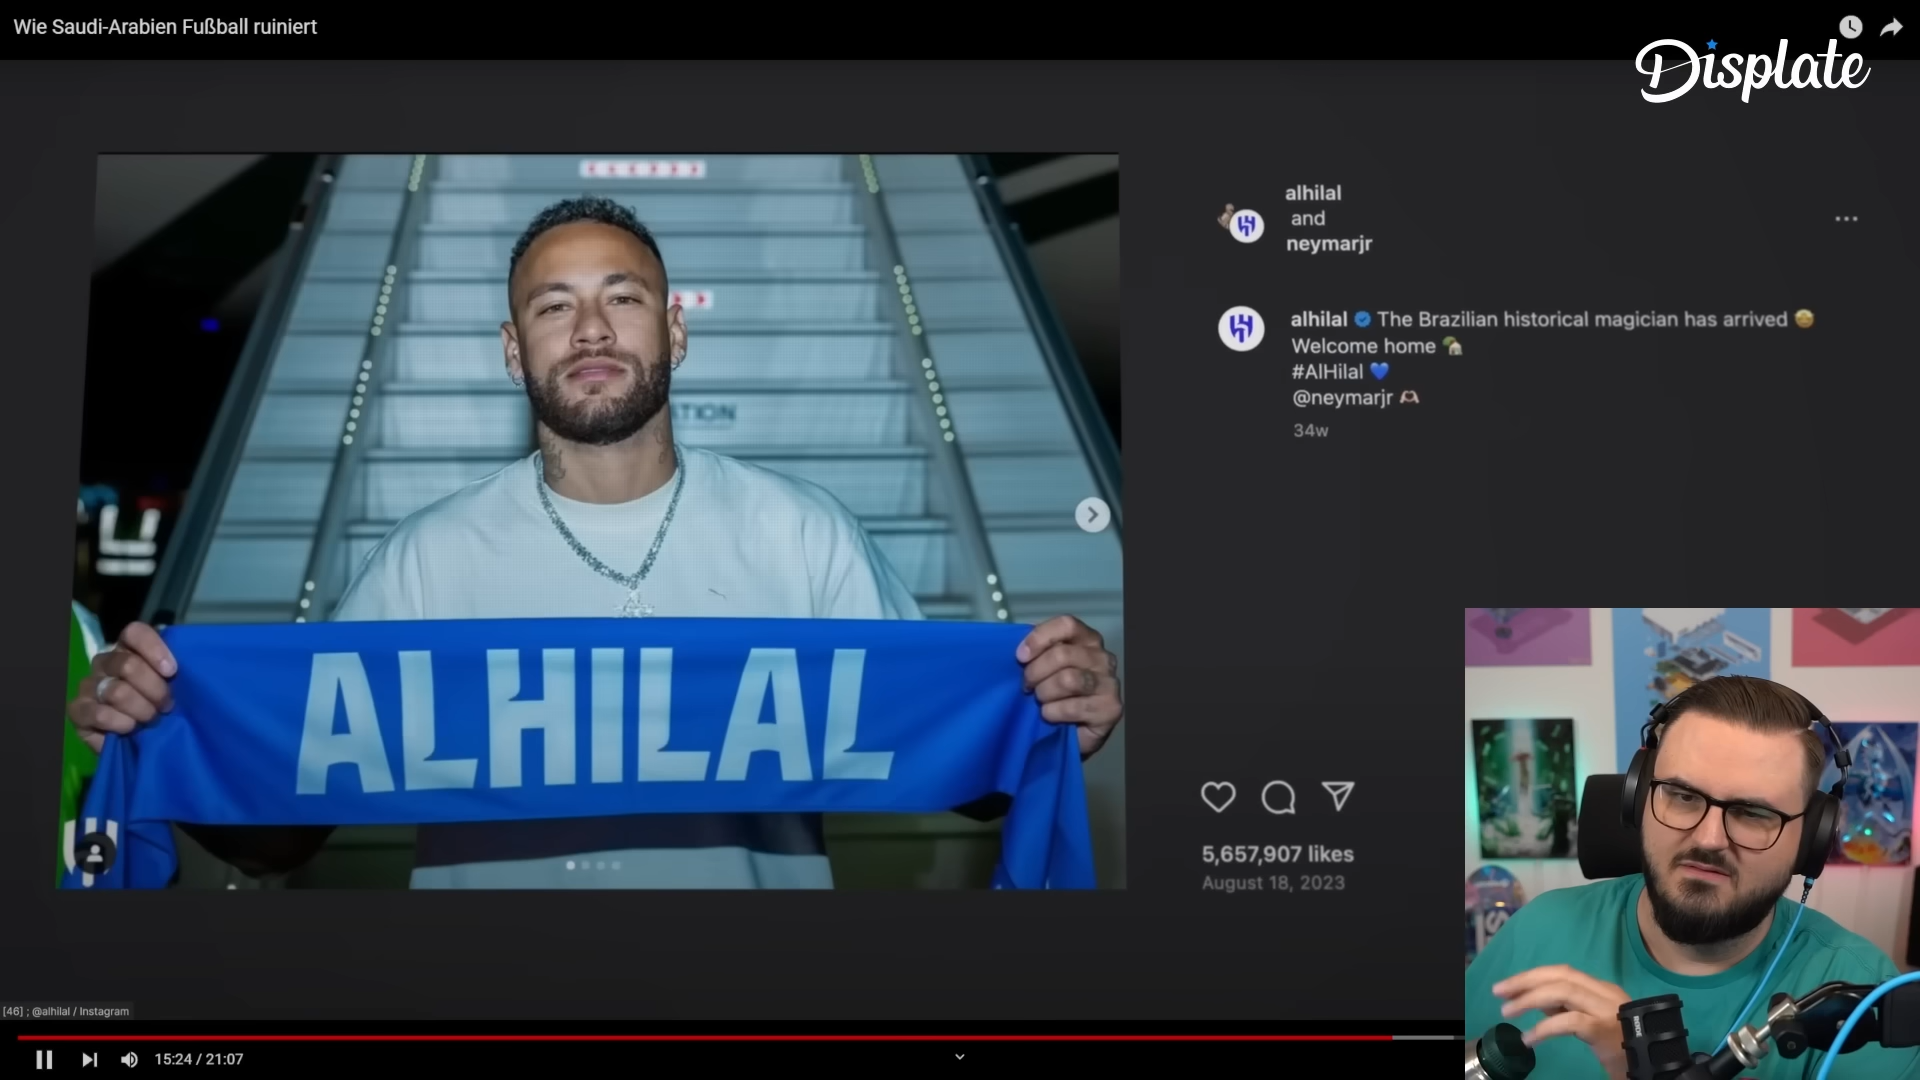 Wie Saudi-Arabien Fußball ruiniert
Displate
alhilal
and
neymarjr
alhilal The Brazilian historical magician has arrived 🤩
Welcome home 🏡
#AlHilal 💙
@neymarjr 🫶🏽
34w
ALHILAL
5,657,907 likes
August 18, 2023
[46] ; @alhilal / Instagram
15:24 / 21:07
RØDE